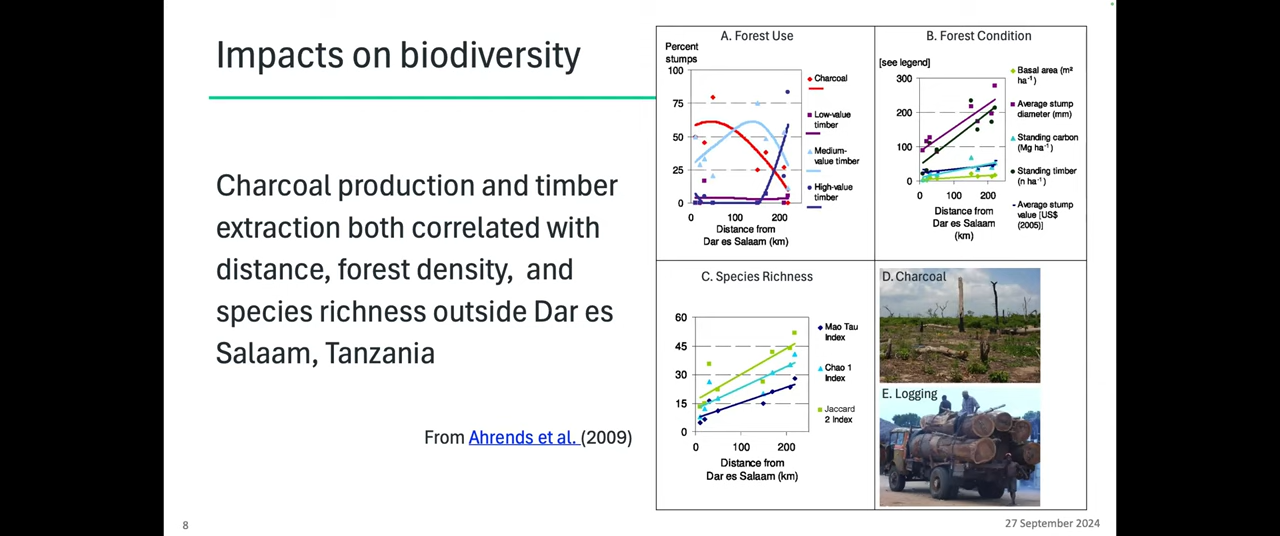 Impacts on biodiversity
Charcoal production and timber
extraction both correlated with
distance, forest density, and
species richness outside Dar es
Salaam, Tanzania
From Ahrends et al. (2009)
A. Forest Use
Percent
stumps
100
75
50
25
0
0
100
200
Distance from
Dar es Salaam (km)
Charcoal
Low-value
timber
Medium-
value timber
High-value
timber
B. Forest Condition
[see legend]
300
200
100
0
0
100
200
Distance from
Dar es Salaam
(km)
Basal area (m²
ha⁻¹)
Average stump
diameter (mm)
Standing carbon
(Mg ha⁻¹)
Standing timber
(n ha⁻¹)
Average stump
value [US$
(2005)]
C. Species Richness
60
45
30
15
0
0
100
200
Distance from
Dar es Salaam (km)
Mao Tau
Index
Chao 1
Index
Jaccard
2 Index
D. Charcoal
E. Logging
8
27 September 2024